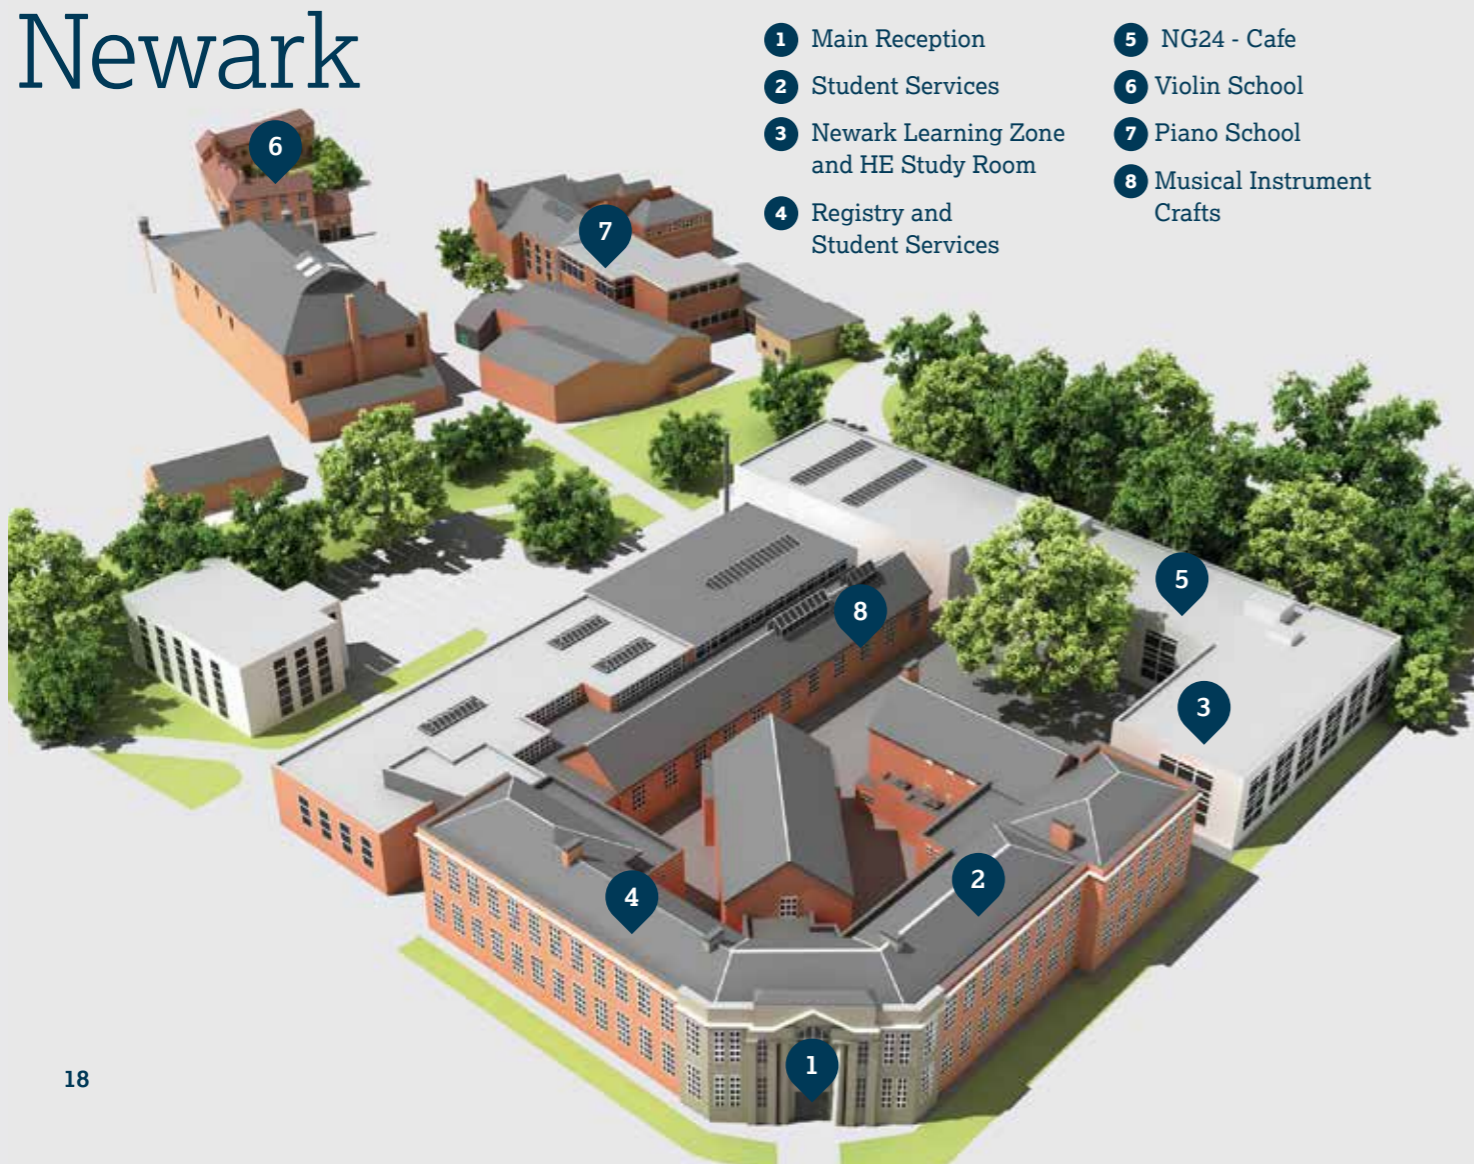 Newark
1 Main Reception
2 Student Services
3 Newark Learning Zone
and HE Study Room
4 Registry and
Student Services
5 NG24 - Cafe
6 Violin School
7 Piano School
8 Musical Instrument
Crafts
6
7
5
8
3
2
4
1
18